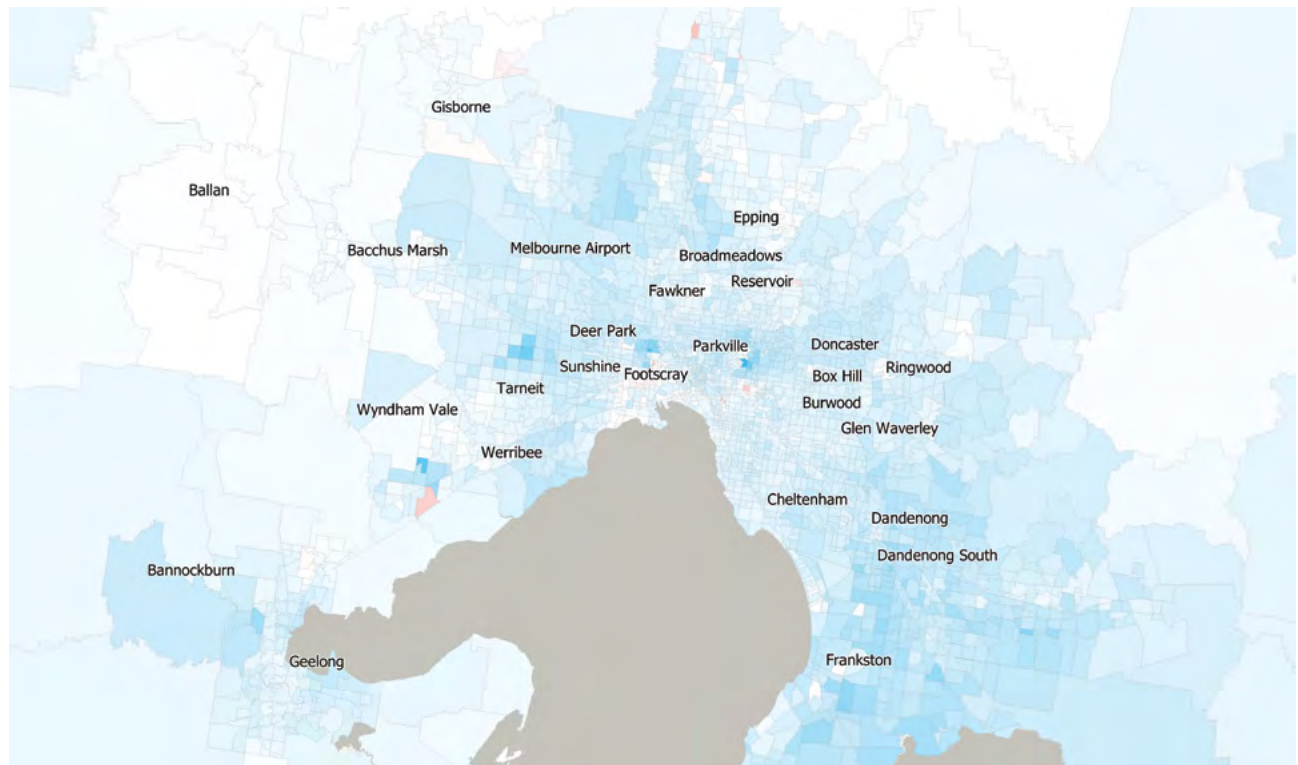 Gisborne
Ballan
Epping
Bacchus Marsh
Melbourne Airport
Broadmeadows
Reservoir
Fawkner
Deer Park
Parkville
Doncaster
Sunshine
Footscray
Box Hill
Ringwood
Tarneit
Wyndham Vale
Burwood
Glen Waverley
Werribee
Cheltenham
Dandenong
Dandenong South
Bannockburn
Geelong
Frankston